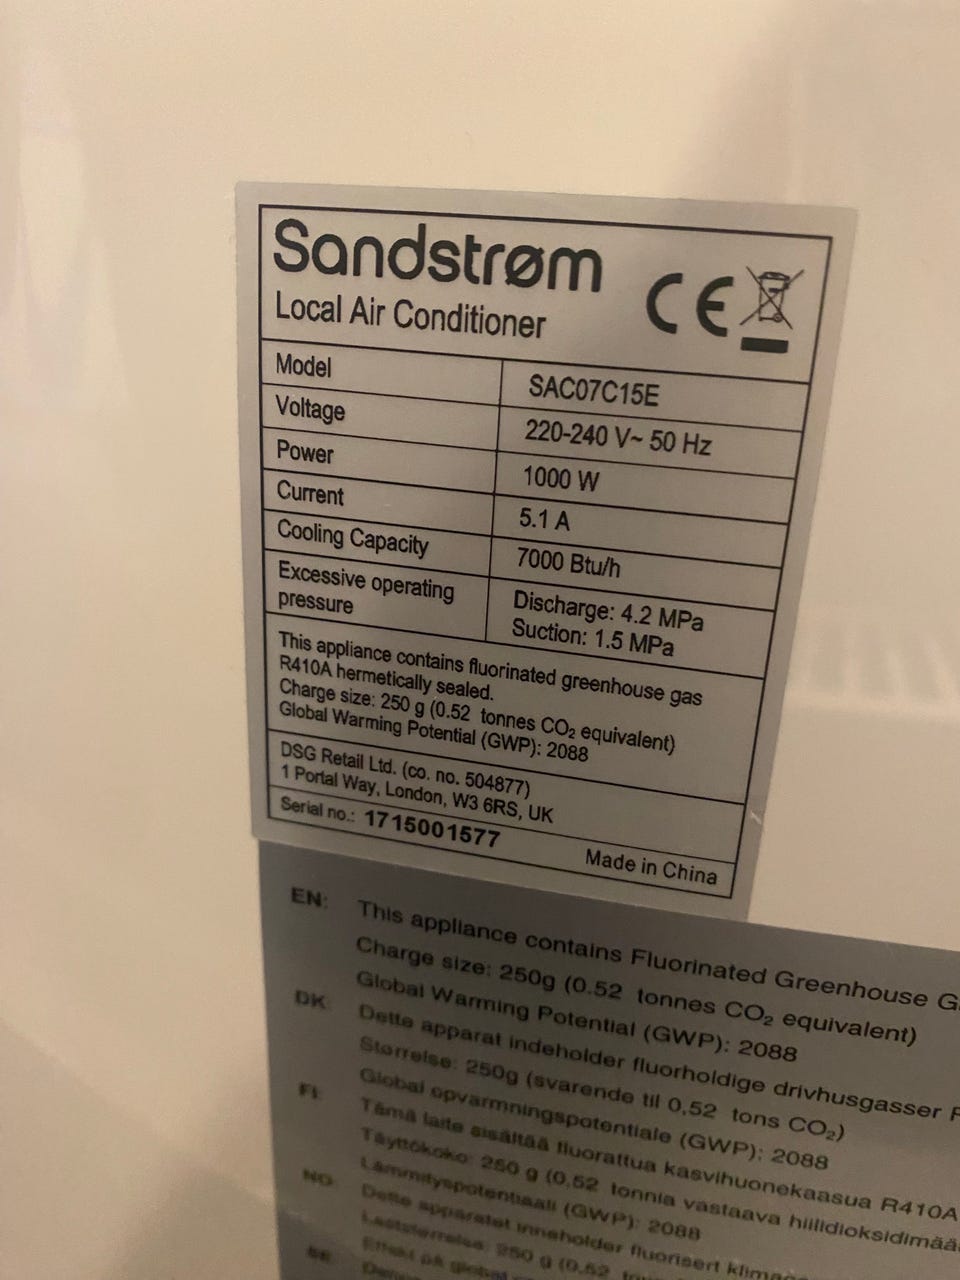 Sandstrøm
CE
Local Air Conditioner
Model SAC07C15E
Voltage 220-240 V~ 50 Hz
Power 1000 W
Current 5.1 A
Cooling Capacity 7000 Btu/h
Excessive operating pressure Discharge: 4.2 MPa
Suction: 1.5 MPa
This appliance contains fluorinated greenhouse gas
R410A hermetically sealed.
Charge size: 250 g (0.52 tonnes CO₂ equivalent)
Global Warming Potential (GWP): 2088
DSG Retail Ltd. (co. no. 504877)
1 Portal Way, London, W3 6RS, UK
Serial no.: 1715001577 Made in China
EN: This appliance contains Fluorinated Greenhouse
Charge size: 250g (0.52 tonnes CO₂ equivalent)
Global Warming Potential (GWP): 2088
DK: Dette apparat indeholder fluorholdige drivhusgasser
Størrelse: 250g (svarende til 0,52 tons CO₂)
Global opvarmningspotentiale (GWP): 2088
FI: Tämä laite sisältää fluorattua kasvihuonekaasua R410A
Täyttökoko: 250 g (0.52 tonnia vastaava hiilidioksidimää
Lämmityspotentiaali (GWP): 2088
NO: Dette apparatet inneholder fluorisert
250 g (0.52
SE: